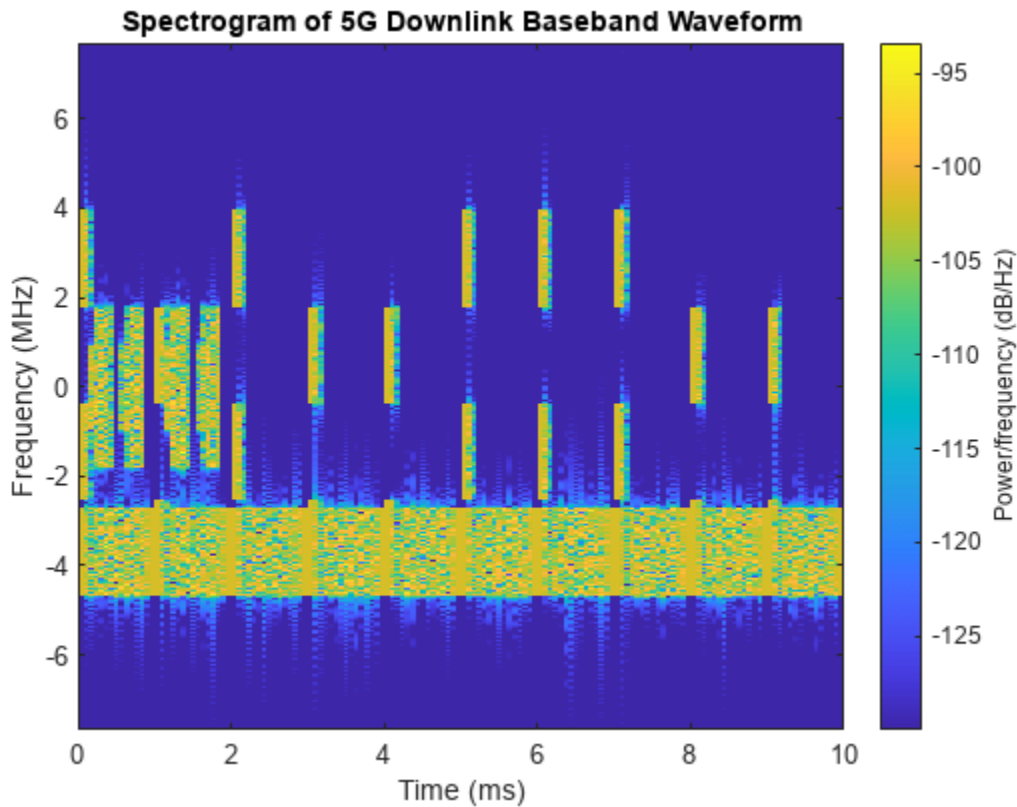 Spectrogram of 5G Downlink Baseband Waveform
Frequency (MHz)
6
4
2
0
-2
-4
-6
0 2 4 6 8 10
Time (ms)
-95
-100
-105
-110
-115
-120
-125
Power/frequency (dB/Hz)